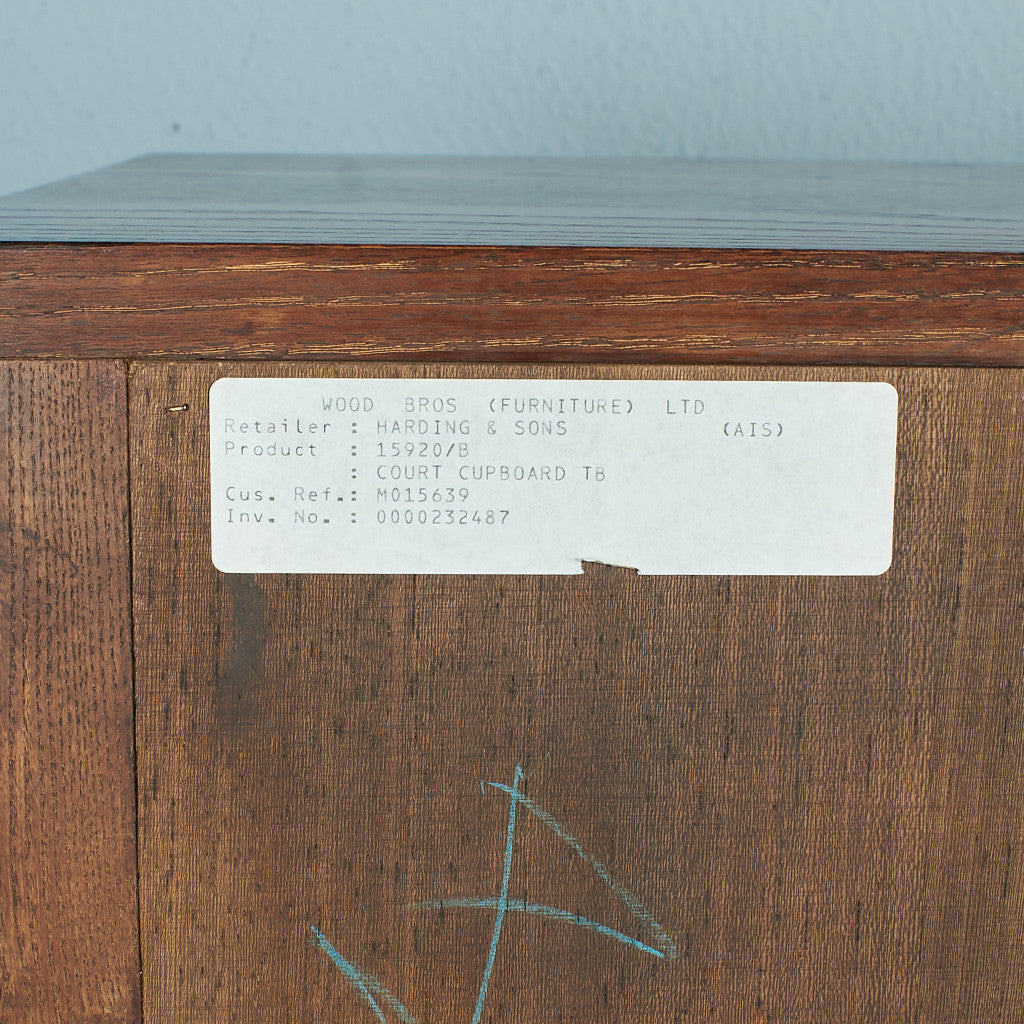 WOOD BROS (FURNITURE) LTD
Retailer : HARDING & SONS (AIS)
Product : 15920/B
: COURT CUPBOARD TB
Cus. Ref.: M015639
Inv. No. : 0000232487